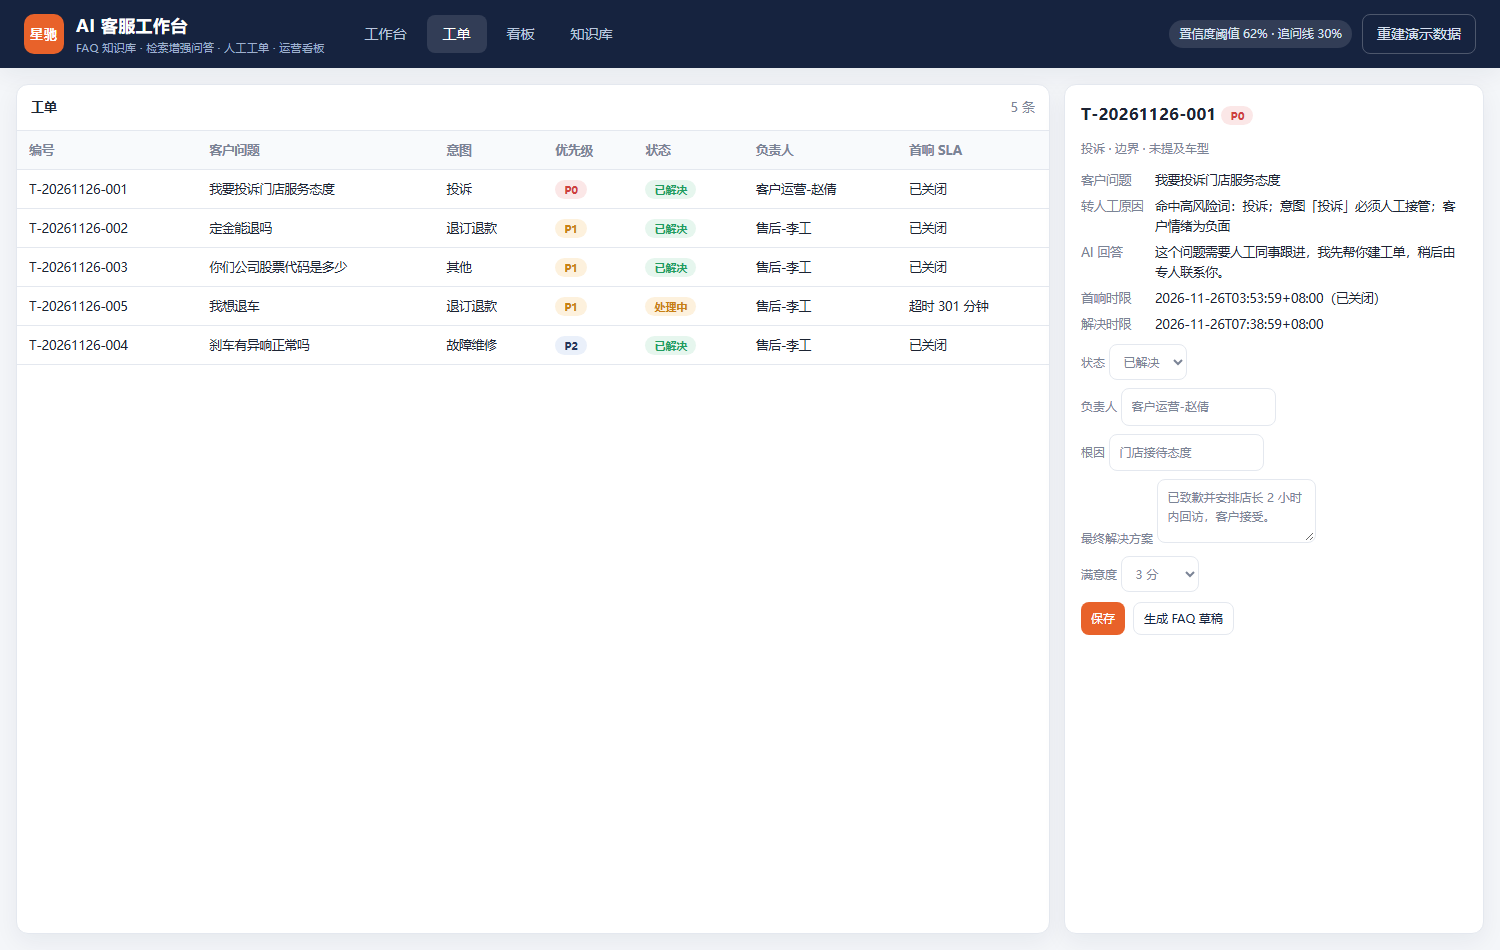 星驰
AI 客服工作台
FAQ 知识库 · 检索增强问答 · 人工工单 · 运营看板
工作台 工单 看板 知识库
置信度阈值 62% · 追问线 30%
重建演示数据
工单 5 条
编号 客户问题 意图 优先级 状态 负责人 首响 SLA
T-20261126-001 我要投诉门店服务态度 投诉 P0 已解决 客户运营-赵倩 已关闭
T-20261126-002 定金能退吗 退订退款 P1 已解决 售后-李工 已关闭
T-20261126-003 你们公司股票代码是多少 其他 P1 已解决 售后-李工 已关闭
T-20261126-005 我想退车 退订退款 P1 处理中 售后-李工 超时 301 分钟
T-20261126-004 刹车有异响正常吗 故障维修 P2 已解决 售后-李工 已关闭
T-20261126-001 P0
投诉 · 边界 · 未提及车型
客户问题 我要投诉门店服务态度
转人工原因 命中高风险词：投诉；意图「投诉」必须人工接管；客
户情绪为负面
AI 回答 这个问题需要人工同事跟进，我先帮你建工单，稍后由
专人联系你。
首响时限 2026-11-26T03:53:59+08:00（已关闭）
解决时限 2026-11-26T07:38:59+08:00
状态 已解决
负责人 客户运营-赵倩
根因 门店接待态度
最终解决方案 已致歉并安排店长 2 小时
内回访，客户接受。
满意度 3 分
保存 生成 FAQ 草稿